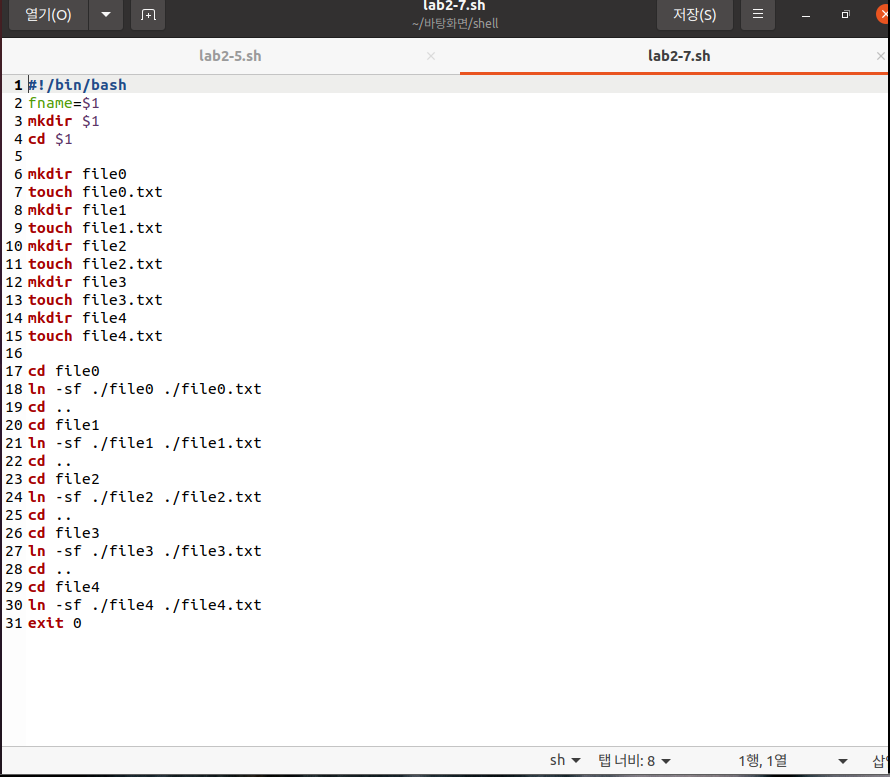 열기(O)
lab2-7.sh
~/바탕화면/shell
저장(S)
lab2-5.sh
lab2-7.sh
1 #!/bin/bash
2 fname=$1
3 mkdir $1
4 cd $1
5
6 mkdir file0
7 touch file0.txt
8 mkdir file1
9 touch file1.txt
10 mkdir file2
11 touch file2.txt
12 mkdir file3
13 touch file3.txt
14 mkdir file4
15 touch file4.txt
16
17 cd file0
18 ln -sf ./file0 ./file0.txt
19 cd ..
20 cd file1
21 ln -sf ./file1 ./file1.txt
22 cd ..
23 cd file2
24 ln -sf ./file2 ./file2.txt
25 cd ..
26 cd file3
27 ln -sf ./file3 ./file3.txt
28 cd ..
29 cd file4
30 ln -sf ./file4 ./file4.txt
31 exit 0
sh 탭 너비: 8 1행, 1열